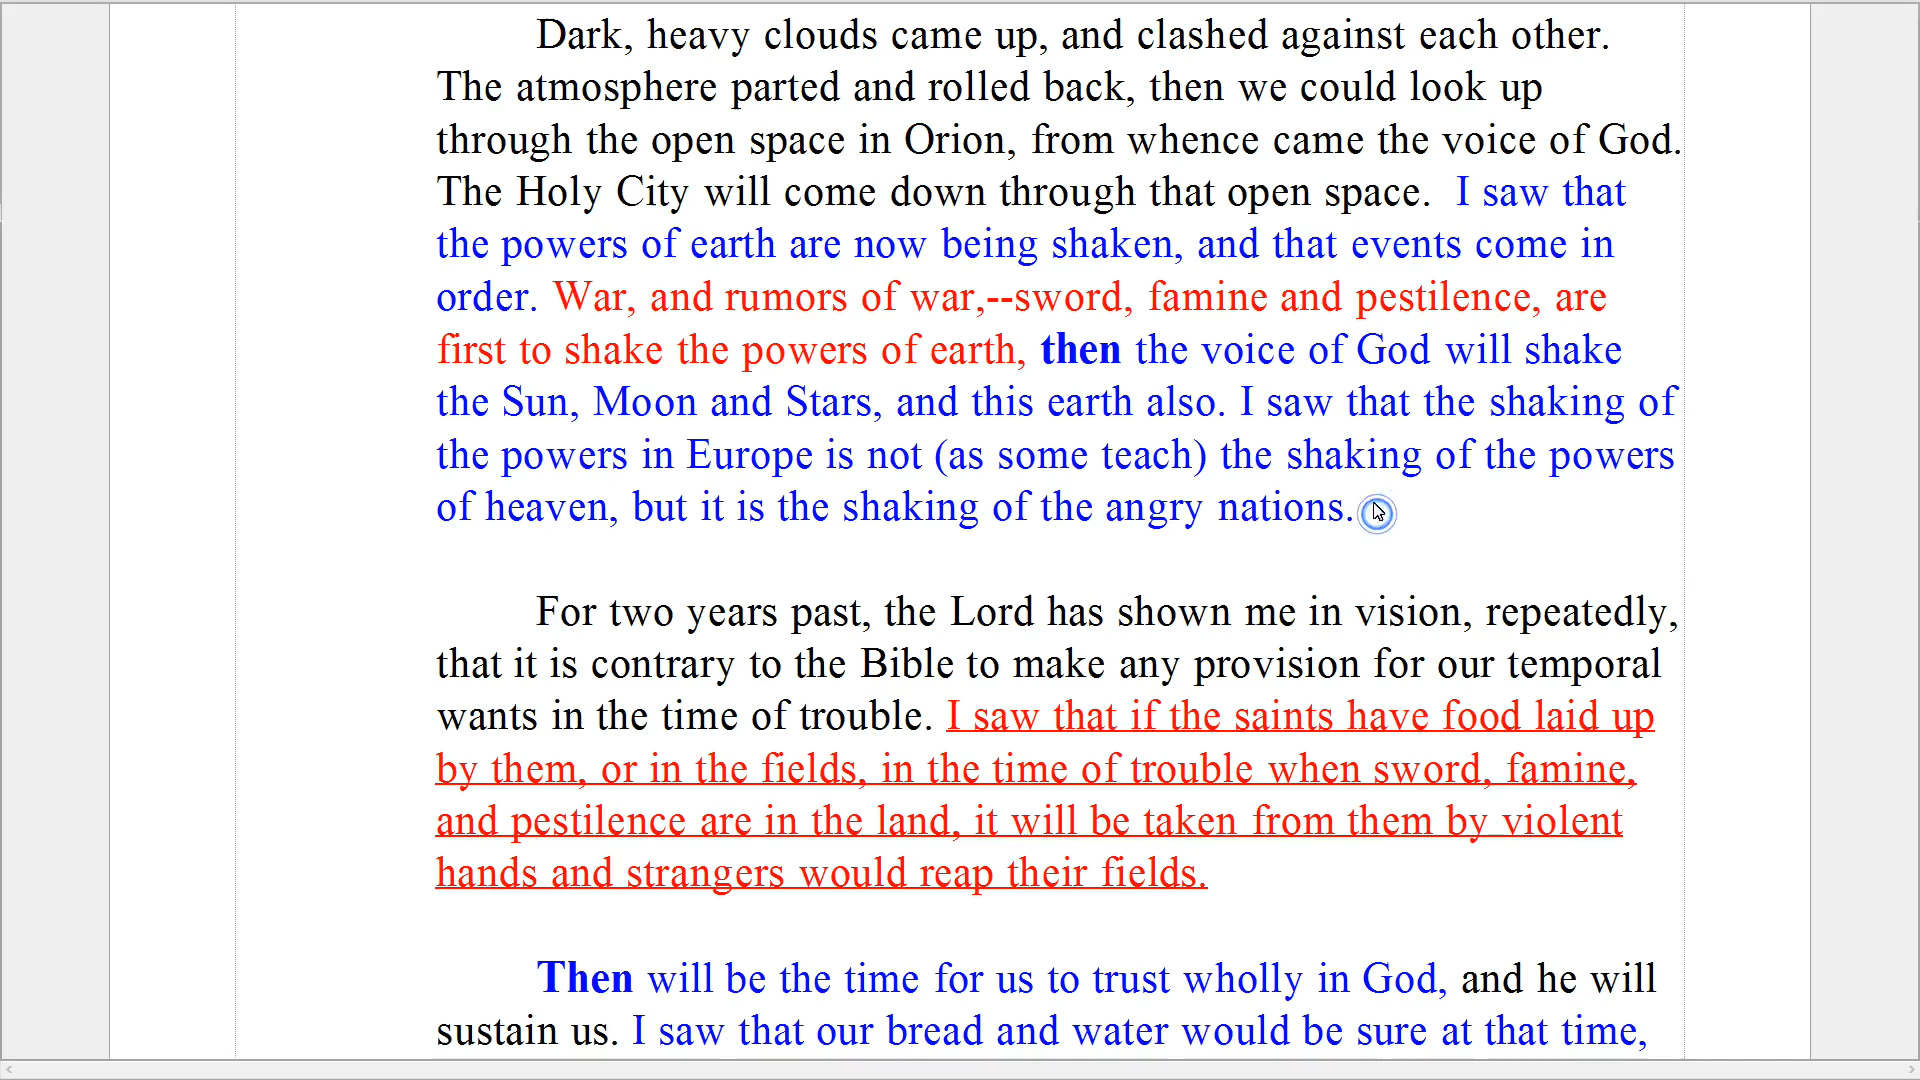 Dark, heavy clouds came up, and clashed against each other.
The atmosphere parted and rolled back, then we could look up
through the open space in Orion, from whence came the voice of God.
The Holy City will come down through that open space.  I saw that
the powers of earth are now being shaken, and that events come in
order. War, and rumors of war,--sword, famine and pestilence, are
first to shake the powers of earth, then the voice of God will shake
the Sun, Moon and Stars, and this earth also. I saw that the shaking of
the powers in Europe is not (as some teach) the shaking of the powers
of heaven, but it is the shaking of the angry nations.
For two years past, the Lord has shown me in vision, repeatedly,
that it is contrary to the Bible to make any provision for our temporal
wants in the time of trouble. I saw that if the saints have food laid up
by them, or in the fields, in the time of trouble when sword, famine,
and pestilence are in the land, it will be taken from them by violent
hands and strangers would reap their fields.
Then will be the time for us to trust wholly in God, and he will
sustain us. I saw that our bread and water would be sure at that time,